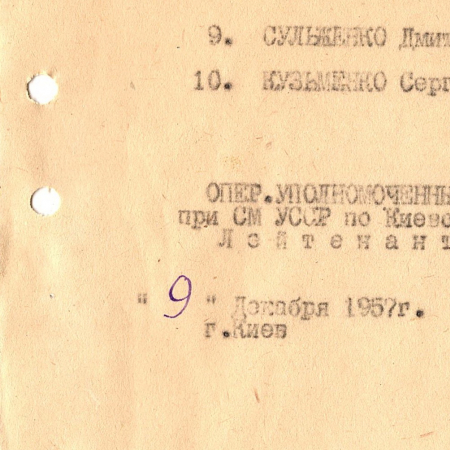 9. СУЛЬЖЕНКО Дмит
10. КУЗЬМЕНКО Серг
ОПЕР.УПОЛНОМОЧЕННЫ
при СМ УССР по Киевс
Лейтенант
" 9 " Декабря 1957г.
г.Киев